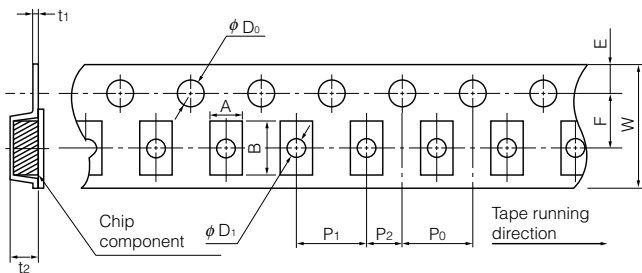 t1
φ D0
E
A
B
F
W
φ D1
Chip
component
t2
P1
P2
P0
Tape running
direction